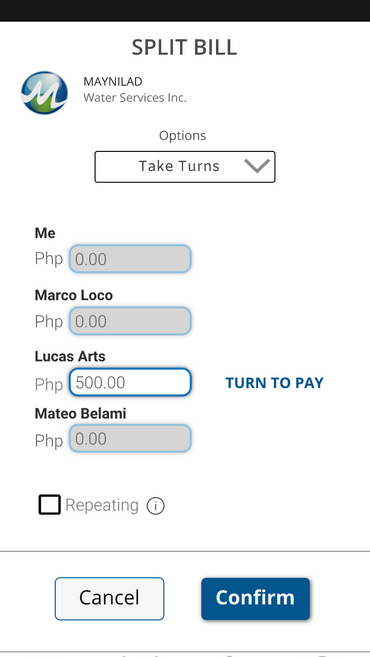 SPLIT BILL
MAYNILAD
Water Services Inc.
Options
Take Turns
Me
Php 0.00
Marco Loco
Php 0.00
Lucas Arts
Php 500.00 TURN TO PAY
Mateo Belami
Php 0.00
Repeating i
Cancel Confirm